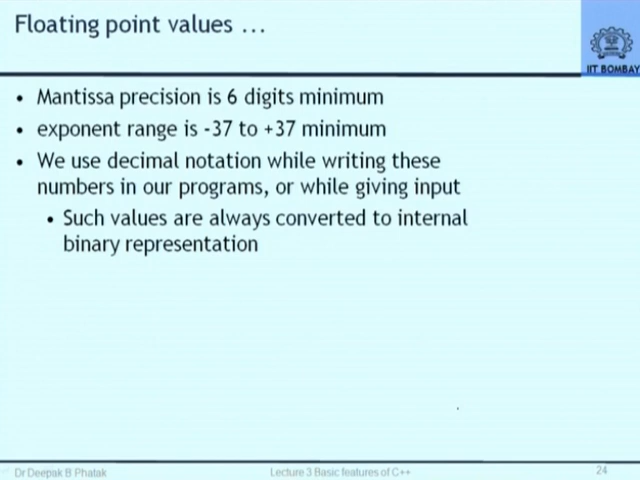 Floating point values ...
IIT BOMBAY
• Mantissa precision is 6 digits minimum
• exponent range is -37 to +37 minimum
• We use decimal notation while writing these
numbers in our programs, or while giving input
• Such values are always converted to internal
binary representation
Dr Deepak B Phatak
Lecture 3 Basic features of C++
24